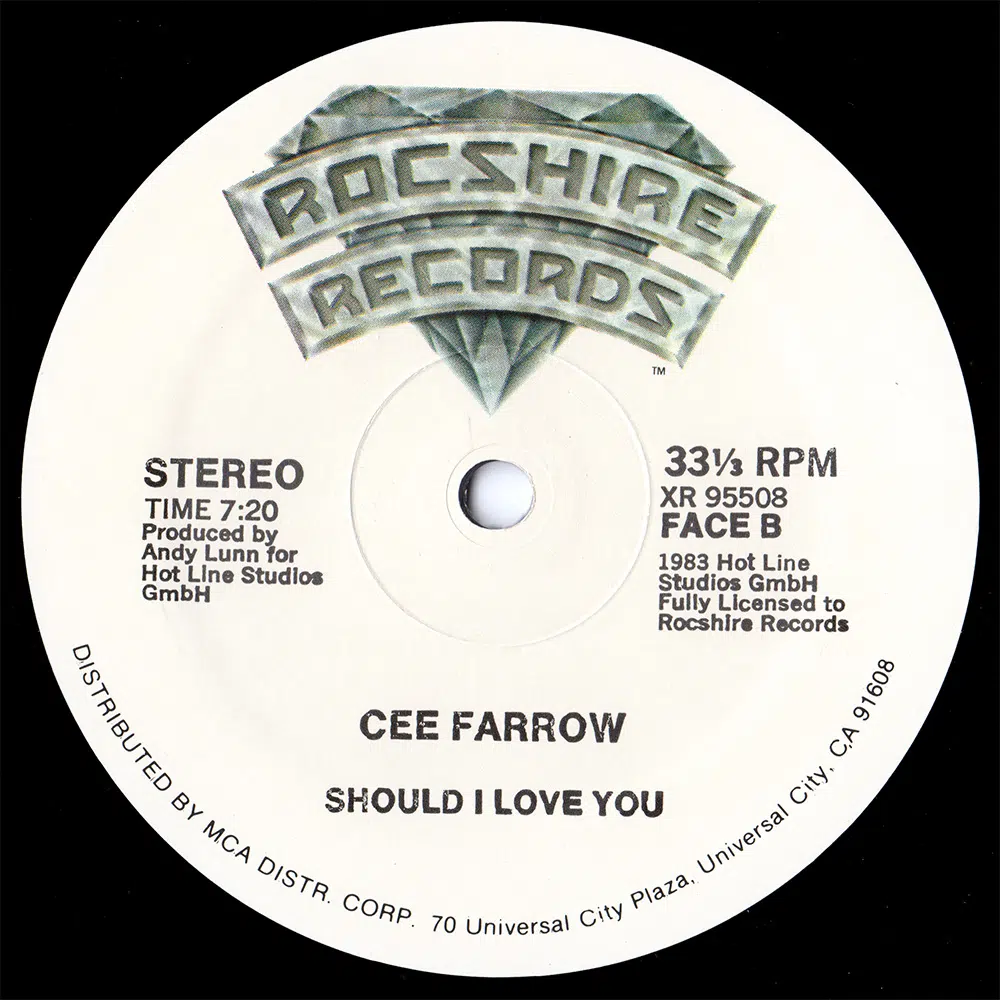 ROCSHIRE
RECORDS
TM
STEREO
TIME 7:20
Produced by
Andy Lunn for
Hot Line Studios
GmbH
33⅓ RPM
XR 95508
FACE B
1983 Hot Line
Studios GmbH
Fully Licensed to
Rocshire Records
CEE FARROW
SHOULD I LOVE YOU
DISTRIBUTED BY MCA DISTR. CORP. 70 Universal City Plaza, Universal City, CA 91608